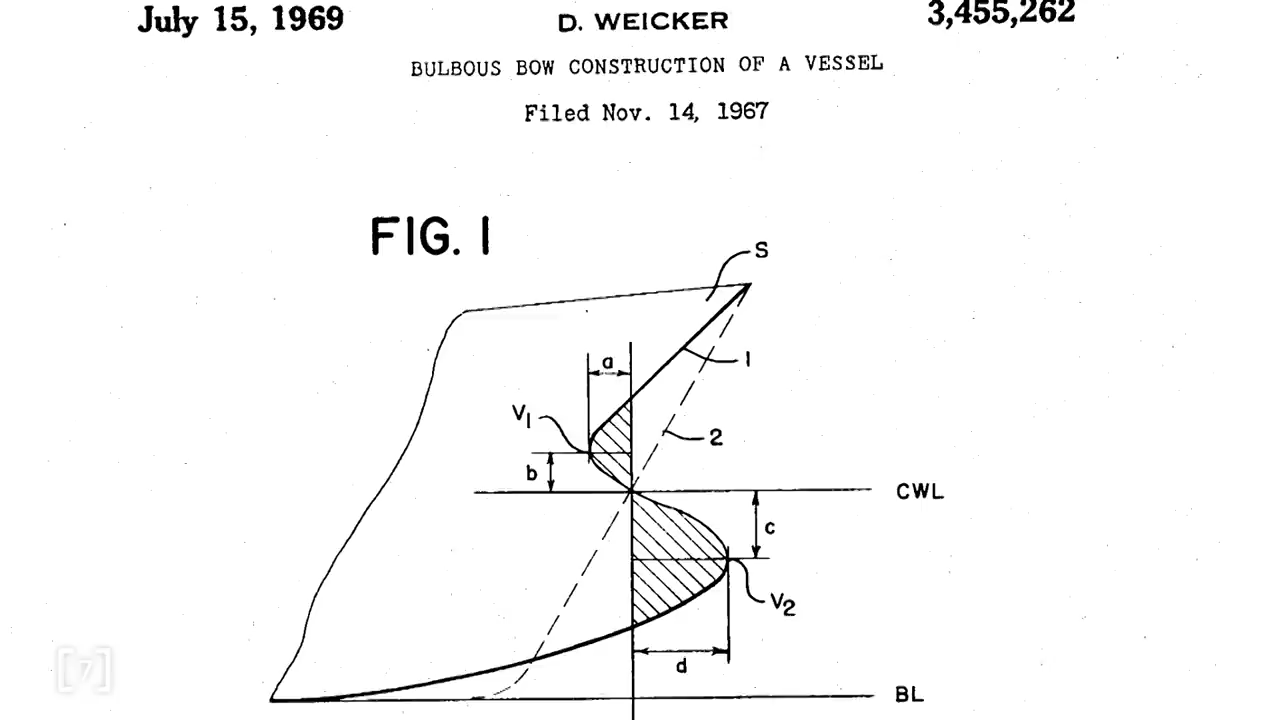 July 15, 1969 D. WEICKER 3,455,262
BULBOUS BOW CONSTRUCTION OF A VESSEL
Filed Nov. 14, 1967
FIG. 1
S
a
1
V1
2
b
CWL
c
V2
d
[7]
BL